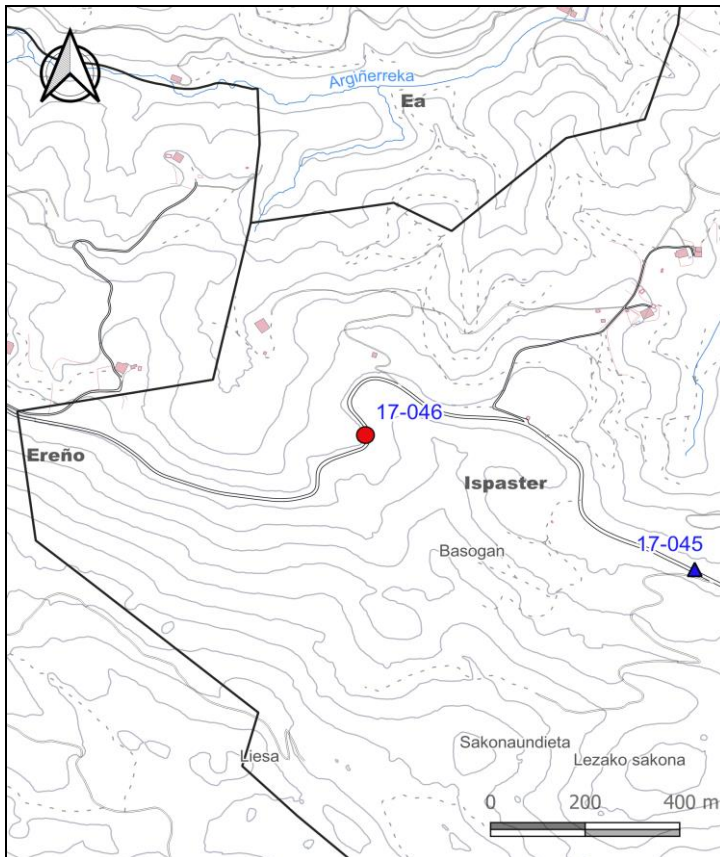 Argiñerreka
Ea
17-046
Ereño
Ispaster
17-045
Basogan
Sakonaundieta
Liesa
Lezako sakona
0 200 400 m